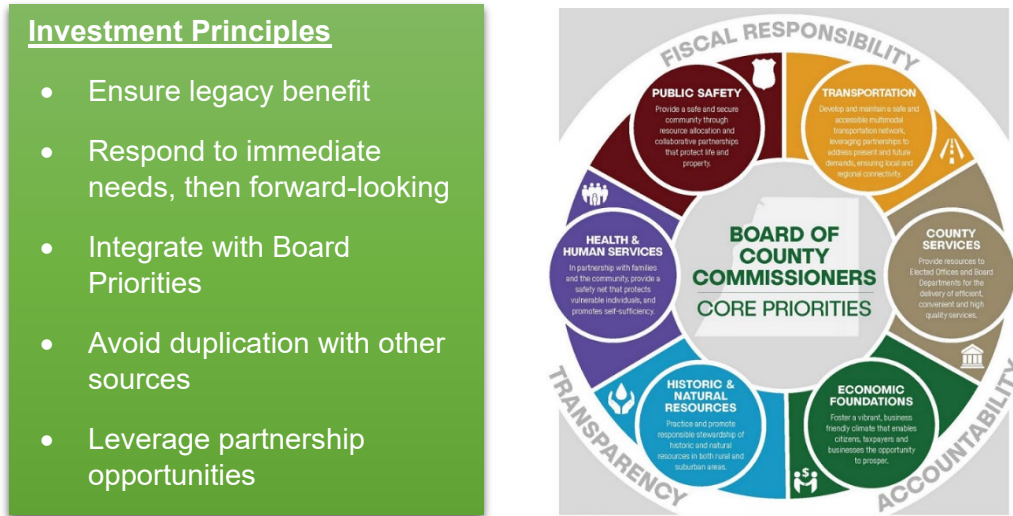 Investment Principles
• Ensure legacy benefit
• Respond to immediate
needs, then forward-looking
• Integrate with Board
Priorities
• Avoid duplication with other
sources
• Leverage partnership
opportunities
FISCAL RESPONSIBILITY
PUBLIC SAFETY
Provide a safe and secure
community through
resource allocation and
collaborative partnerships
that protect life and
property.
TRANSPORTATION
Develop and maintain a safe and
accessible multimodal
transportation network,
leveraging partnerships to
address present and future
demands, ensuring local and
regional connectivity.
HEALTH &
HUMAN SERVICES
In partnership with families
and the community, provide a
safety net that protects
vulnerable individuals, and
promotes self-sufficiency.
BOARD OF
COUNTY
COMMISSIONERS
CORE PRIORITIES
COUNTY
SERVICES
Provide resources to
Elected Offices and Board
Departments for the
delivery of efficient,
convenient and high
quality services.
HISTORIC &
NATURAL
RESOURCES
Practice and promote
responsible stewardship of
historic and natural
resources in both rural and
suburban areas.
ECONOMIC
FOUNDATIONS
Foster a vibrant, business
friendly climate that enables
citizens, taxpayers and
businesses the opportunity
to prosper.
TRANSPARENCY
ACCOUNTABILITY